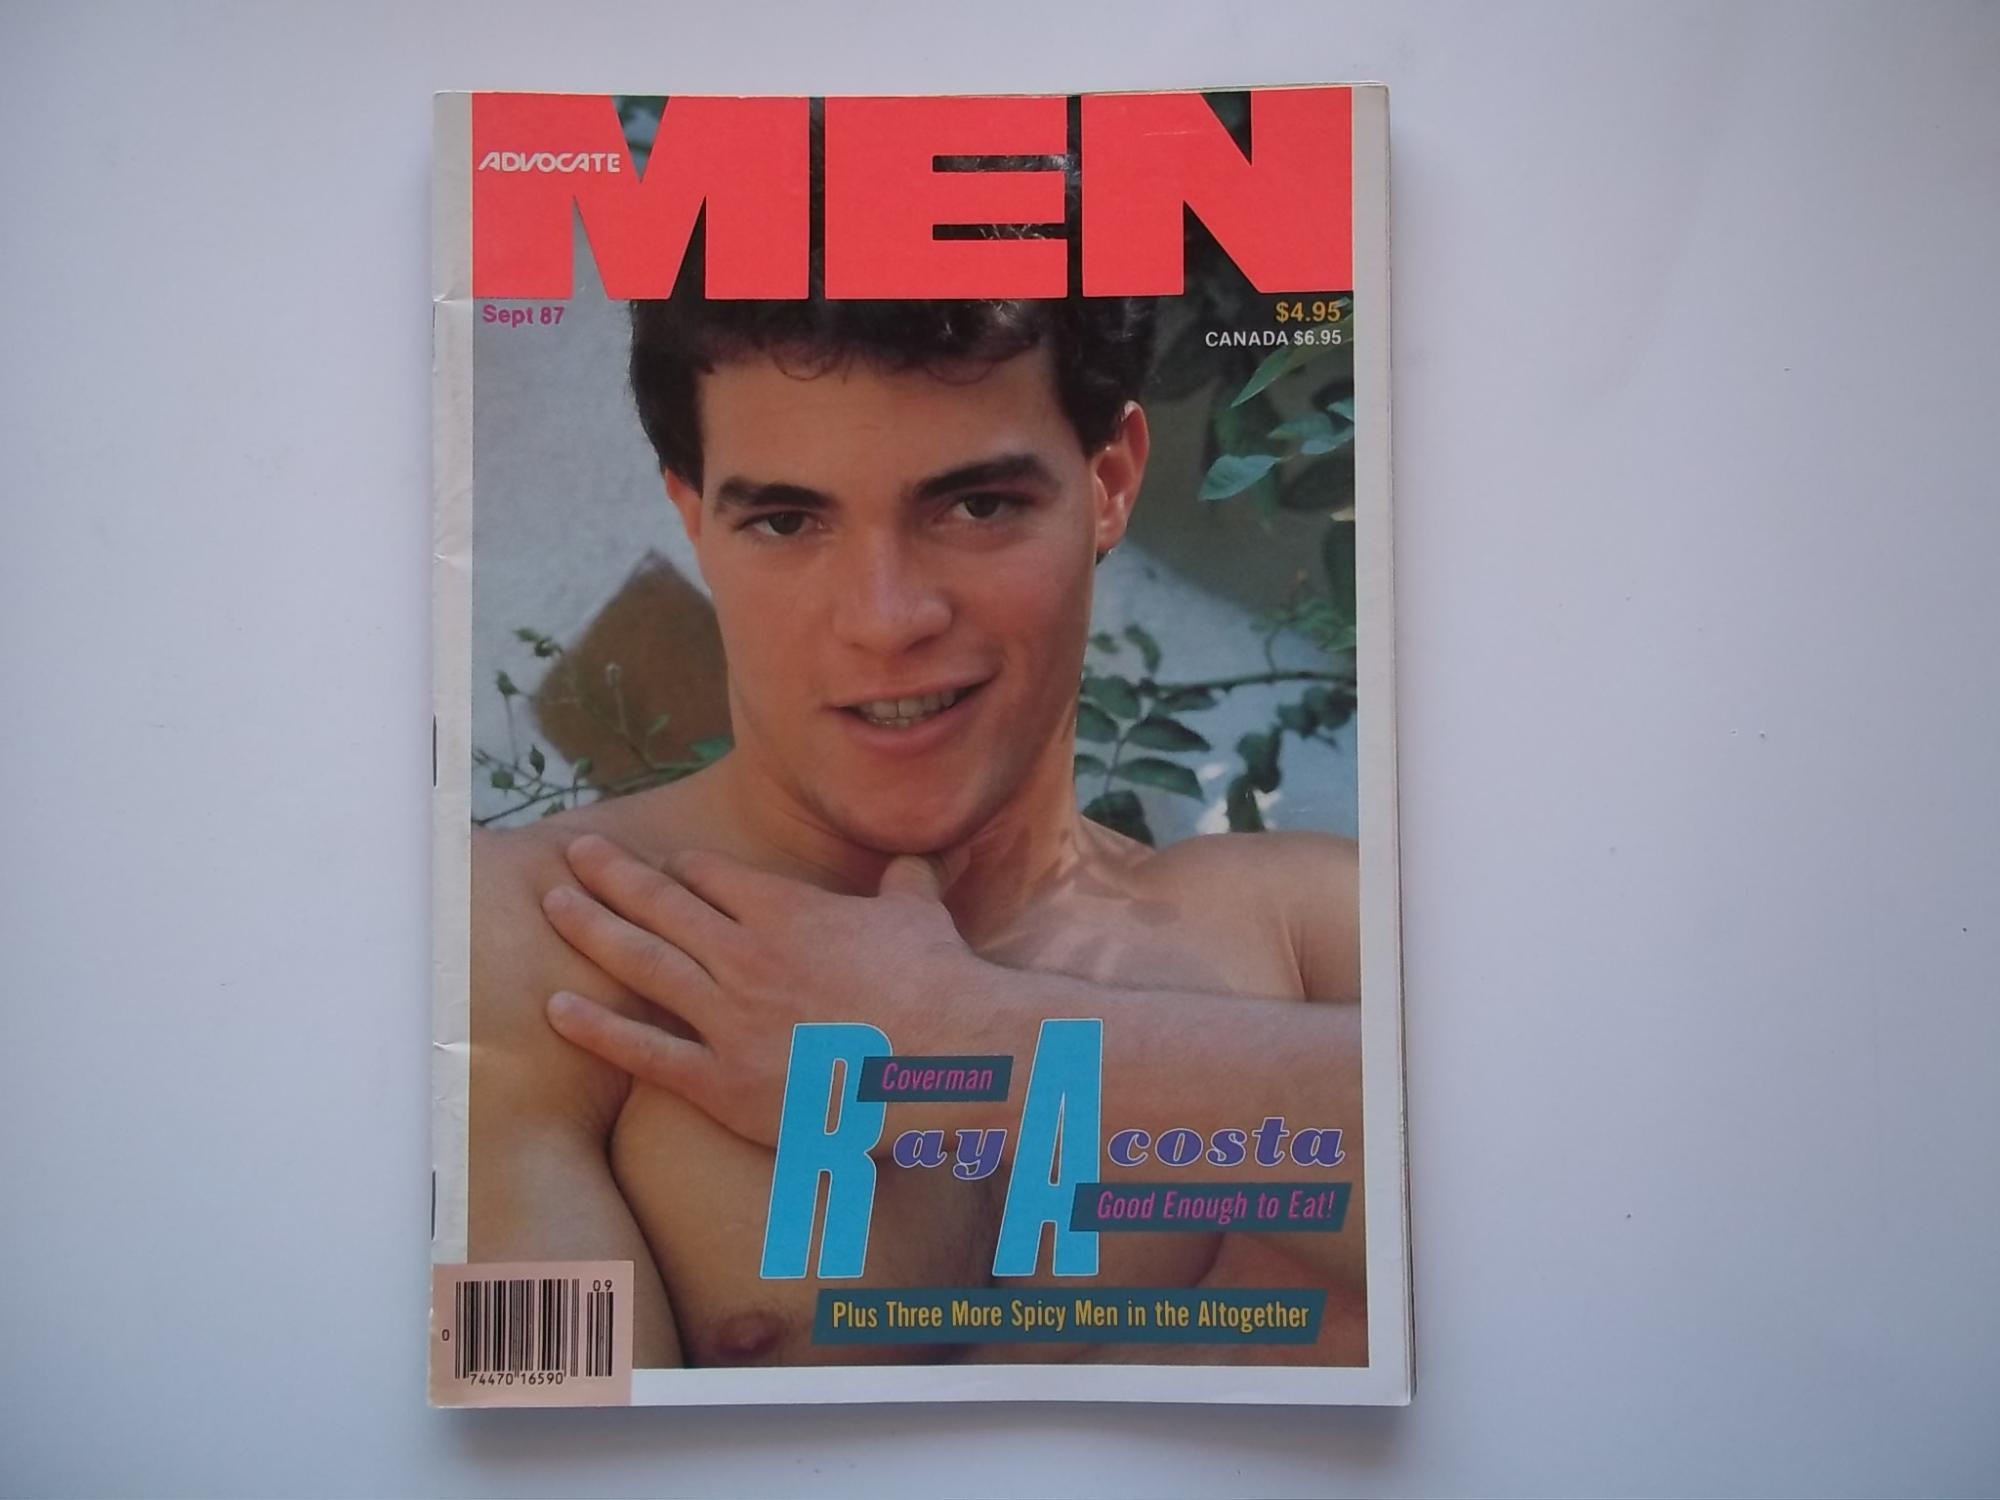 ADVOCATE
MEN
Sept 87
$4.95
CANADA $6.95
Coverman
Ray Acosta
Good Enough to Eat!
Plus Three More Spicy Men in the Altogether
09
0
74470 16590